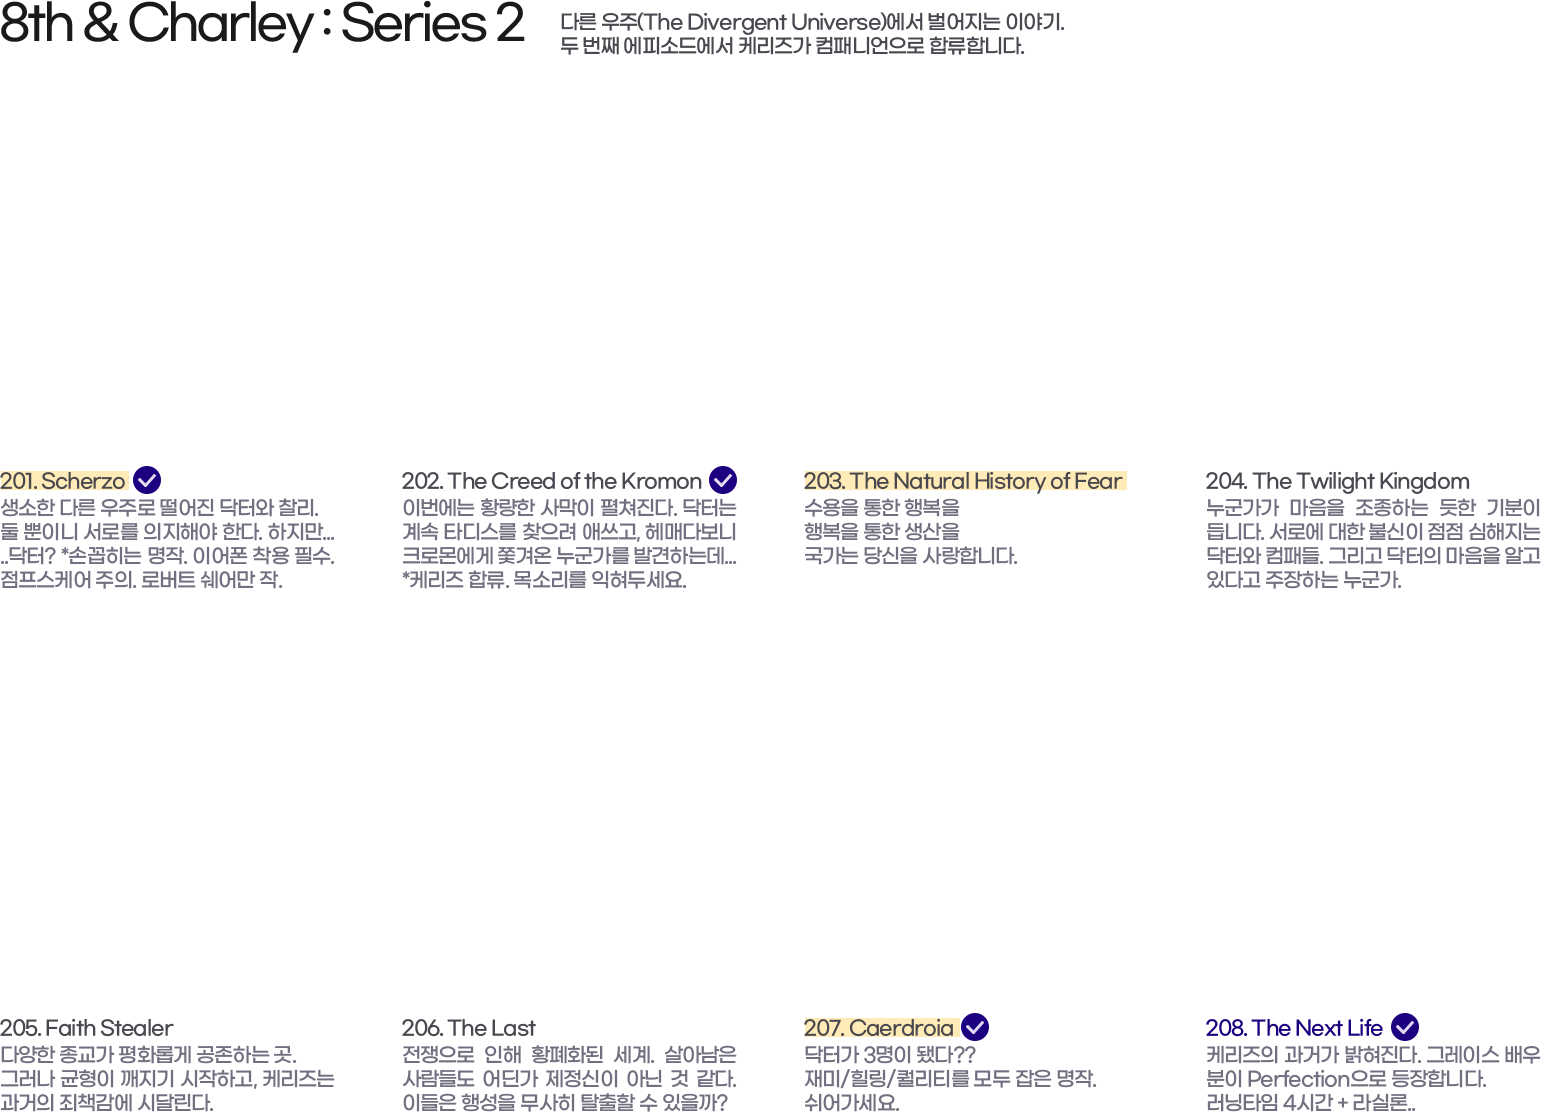 8th & Charley : Series 2
다른 우주(The Divergent Universe)에서 벌어지는 이야기.
두 번째 에피소드에서 케리즈가 컴패니언으로 합류합니다.
201. Scherzo
생소한 다른 우주로 떨어진 닥터와 찰리.
둘 뿐이니 서로를 의지해야 한다. 하지만...
..닥터? *손꼽히는 명작. 이어폰 착용 필수.
점프스케어 주의. 로버트 쉐어만 작.
202. The Creed of the Kromon
이번에는 황량한 사막이 펼쳐진다. 닥터는
계속 타디스를 찾으려 애쓰고, 헤매다보니
크로몬에게 쫓겨온 누군가를 발견하는데...
*케리즈 합류. 목소리를 익혀두세요.
203. The Natural History of Fear
수용을 통한 행복을
행복을 통한 생산을
국가는 당신을 사랑합니다.
204. The Twilight Kingdom
누군가가 마음을 조종하는 듯한 기분이
듭니다. 서로에 대한 불신이 점점 심해지는
닥터와 컴패들. 그리고 닥터의 마음을 알고
있다고 주장하는 누군가.
205. Faith Stealer
다양한 종교가 평화롭게 공존하는 곳.
그러나 균형이 깨지기 시작하고, 케리즈는
과거의 죄책감에 시달린다.
206. The Last
전쟁으로 인해 황폐화된 세계. 살아남은
사람들도 어딘가 제정신이 아닌 것 같다.
이들은 행성을 무사히 탈출할 수 있을까?
207. Caerdroia
닥터가 3명이 됐다??
재미/힐링/퀄리티를 모두 잡은 명작.
쉬어가세요.
208. The Next Life
케리즈의 과거가 밝혀진다. 그레이스 배우
분이 Perfection으로 등장합니다.
러닝타임 4시간 + 라실론..